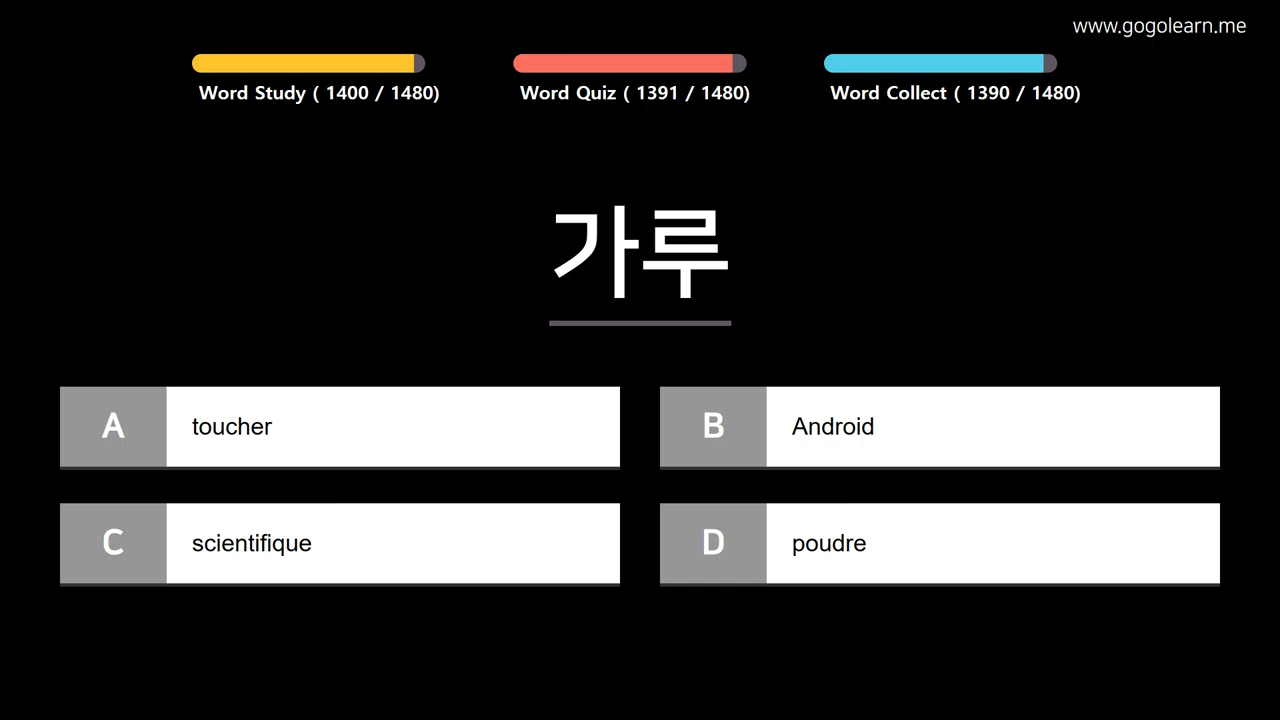 www.gogolearn.me
Word Study ( 1400 / 1480)
Word Quiz ( 1391 / 1480)
Word Collect ( 1390 / 1480)
가루
A toucher
B Android
C scientifique
D poudre